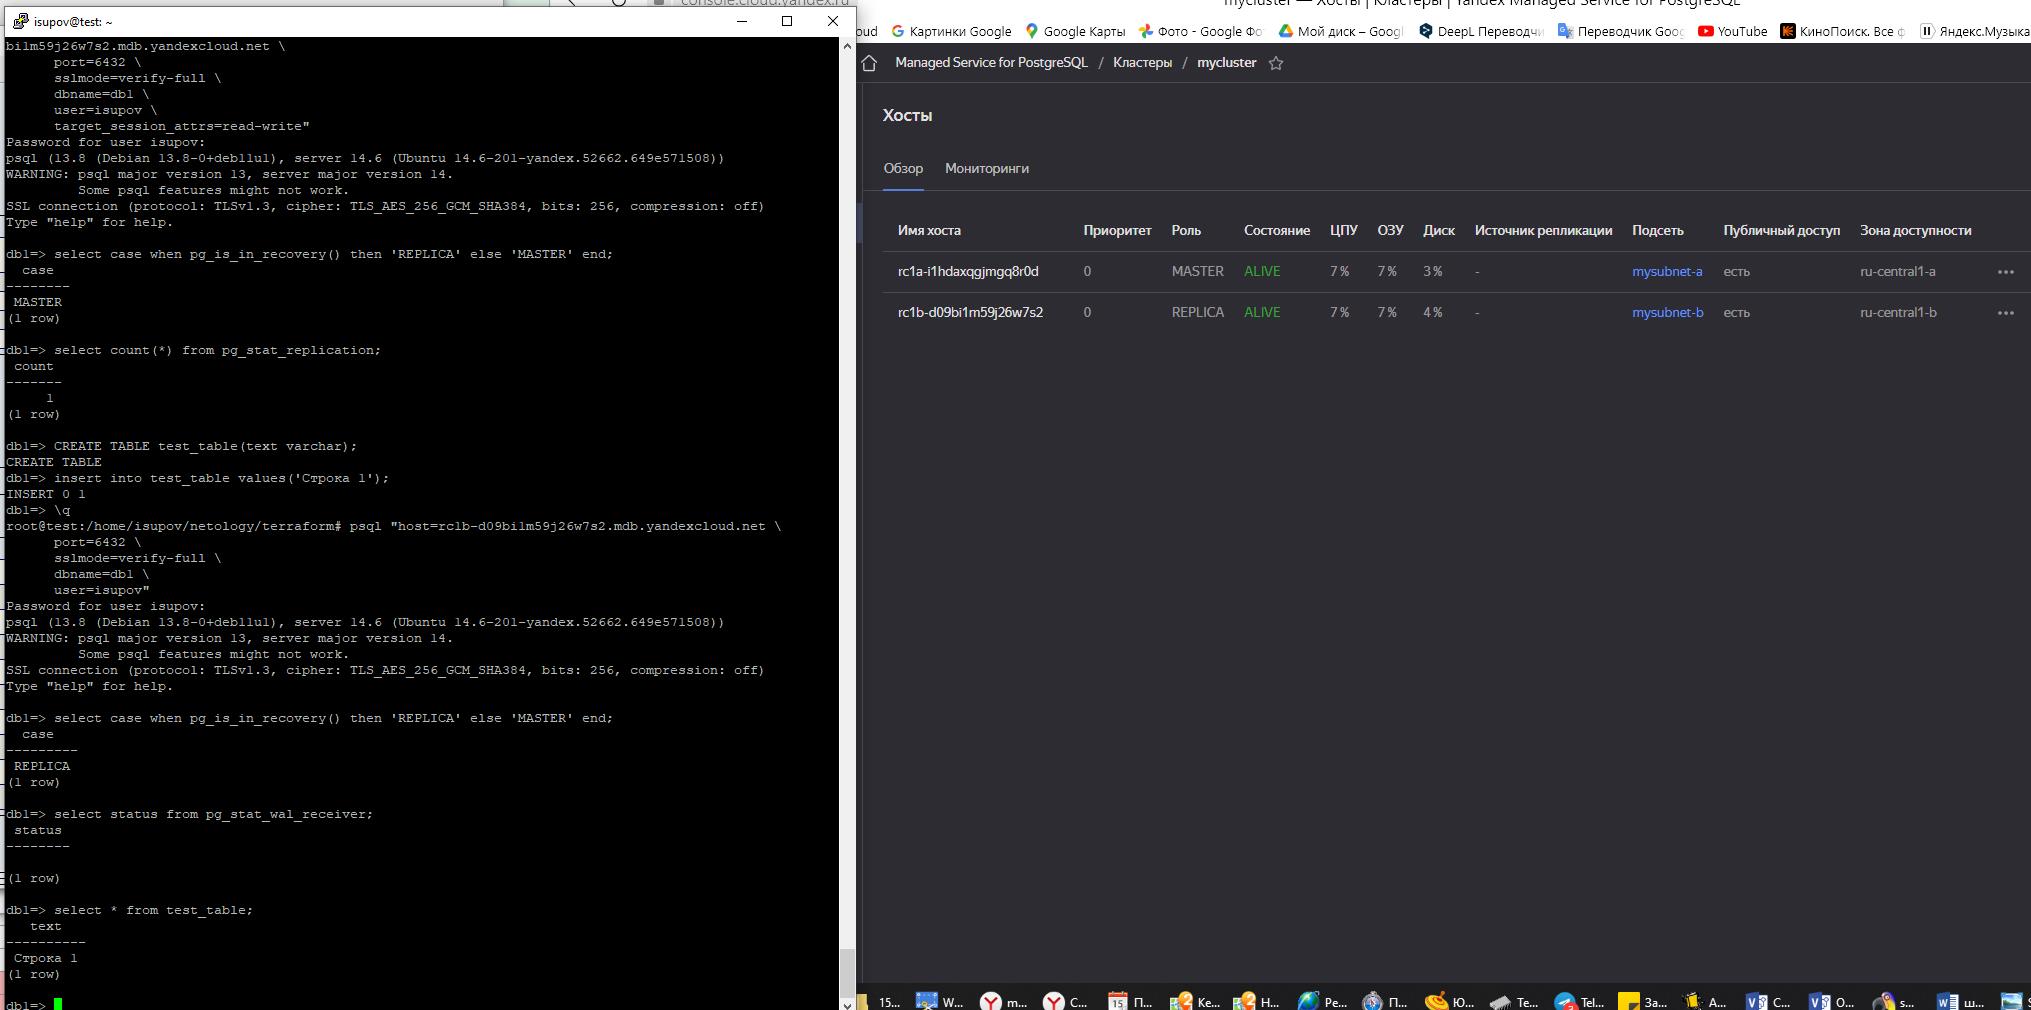 isupov@test: ~
bi1m59j26w7s2.mdb.yandexcloud.net \
port=6432 \
sslmode=verify-full \
dbname=db1 \
user=isupov \
target_session_attrs=read-write"
Password for user isupov:
psql (13.8 (Debian 13.8-0+deb11u1), server 14.6 (Ubuntu 14.6-201-yandex.52662.649e571508))
WARNING: psql major version 13, server major version 14.
Some psql features might not work.
SSL connection (protocol: TLSv1.3, cipher: TLS_AES_256_GCM_SHA384, bits: 256, compression: off)
Type "help" for help.
db1=> select case when pg_is_in_recovery() then 'REPLICA' else 'MASTER' end;
case
--------
MASTER
(1 row)
db1=> select count(*) from pg_stat_replication;
count
-------
1
(1 row)
db1=> CREATE TABLE test_table(text varchar);
CREATE TABLE
db1=> insert into test_table values('Строка 1');
INSERT 0 1
db1=> \q
root@test:/home/isupov/netology/terraform# psql "host=rc1b-d09bi1m59j26w7s2.mdb.yandexcloud.net \
port=6432 \
sslmode=verify-full \
dbname=db1 \
user=isupov"
Password for user isupov:
psql (13.8 (Debian 13.8-0+deb11u1), server 14.6 (Ubuntu 14.6-201-yandex.52662.649e571508))
WARNING: psql major version 13, server major version 14.
Some psql features might not work.
SSL connection (protocol: TLSv1.3, cipher: TLS_AES_256_GCM_SHA384, bits: 256, compression: off)
Type "help" for help.
db1=> select case when pg_is_in_recovery() then 'REPLICA' else 'MASTER' end;
case
---------
REPLICA
(1 row)
db1=> select status from pg_stat_wal_receiver;
status
--------
(1 row)
db1=> select * from test_table;
text
----------
Строка 1
(1 row)
db1=>
console.cloud.yandex.ru
mycluster — Хосты | Кластеры | Yandex Managed Service for PostgreSQL
oud Картинки Google Google Карты Фото - Google Фо Мой диск – Googl DeepL Переводчи Переводчик Goog YouTube КиноПоиск. Все ф Яндекс.Музыка
Managed Service for PostgreSQL / Кластеры / mycluster
Хосты
Обзор Мониторинги
Имя хоста Приоритет Роль Состояние ЦПУ ОЗУ Диск Источник репликации Подсеть Публичный доступ Зона доступности
rc1a-i1hdaxqgjmgq8r0d 0 MASTER ALIVE 7 % 7 % 3 % - mysubnet-a есть ru-central1-a
rc1b-d09bi1m59j26w7s2 0 REPLICA ALIVE 7 % 7 % 4 % - mysubnet-b есть ru-central1-b
15... W... m... C... 15 П... Ке... Н... Ре... П... Ю... Те... Tel... За... А... С... О... s... ш...